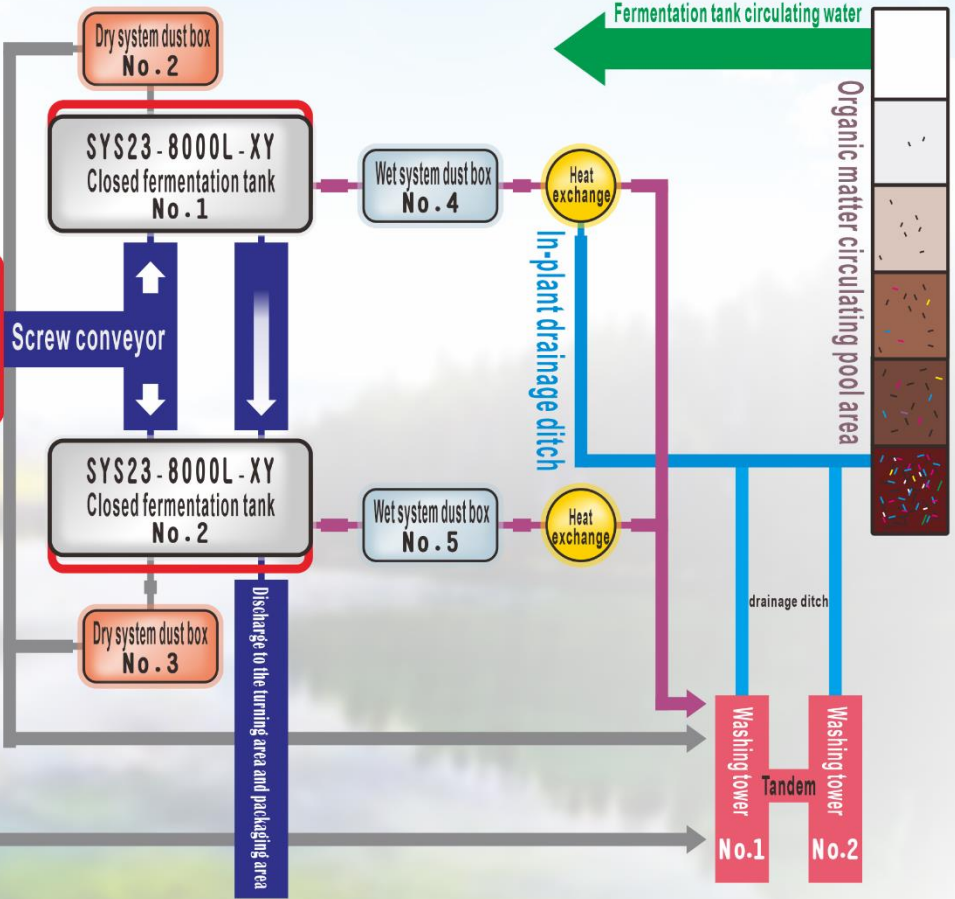 Fermentation tank circulating water
Dry system dust box
No.2
SYS23-8000L-XY
Closed fermentation tank
No.1
Wet system dust box
No.4
Heat
exchange
Organic matter circulating pool area
In-plant drainage ditch
Screw conveyor
SYS23-8000L-XY
Closed fermentation tank
No.2
Wet system dust box
No.5
Heat
exchange
Dry system dust box
No.3
Discharge to the turning area and packaging area
drainage ditch
Washing tower
No.1
Tandem
Washing tower
No.2